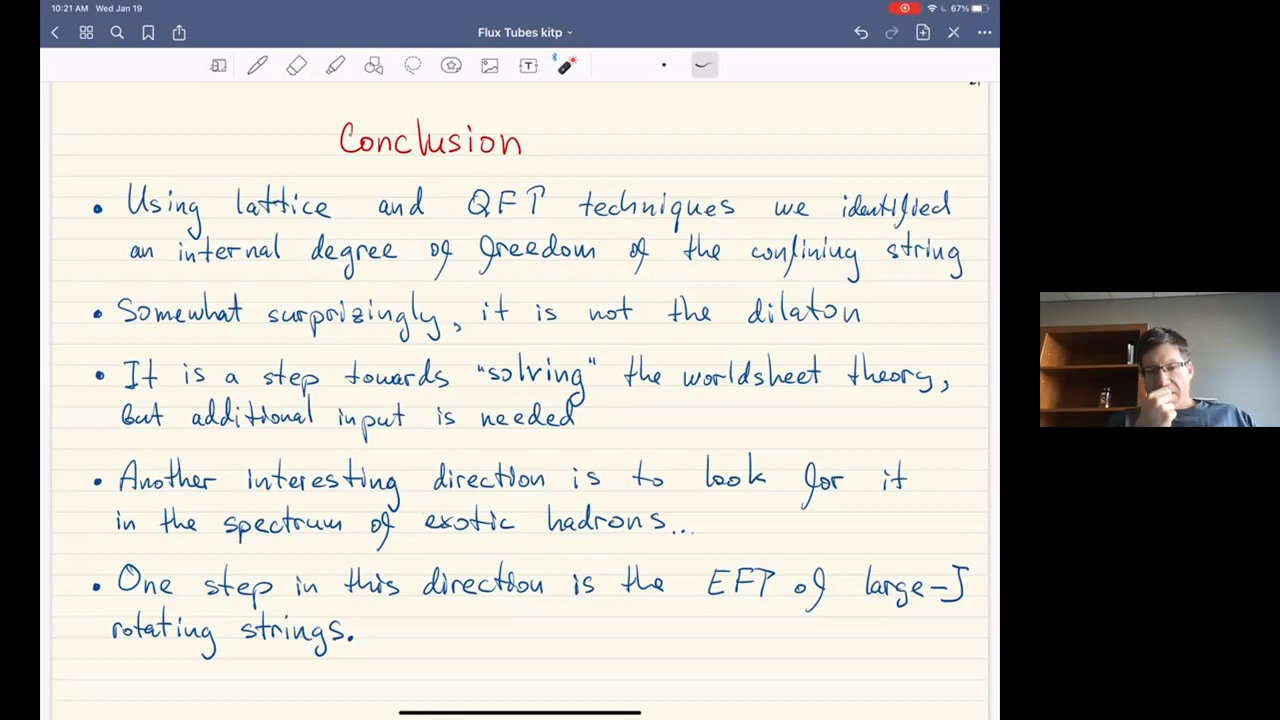 10:21 AM Wed Jan 19
67%
Flux Tubes kitp
Conclusion
• Using lattice and QFT techniques we identified
an internal degree of freedom of the confining string
• Somewhat surprizingly, it is not the dilaton
• It is a step towards "solving" the worldsheet theory,
but additional input is needed
• Another interesting direction is to look for it
in the spectrum of exotic hadrons...
• One step in this direction is the EFT of large-J
rotating strings.